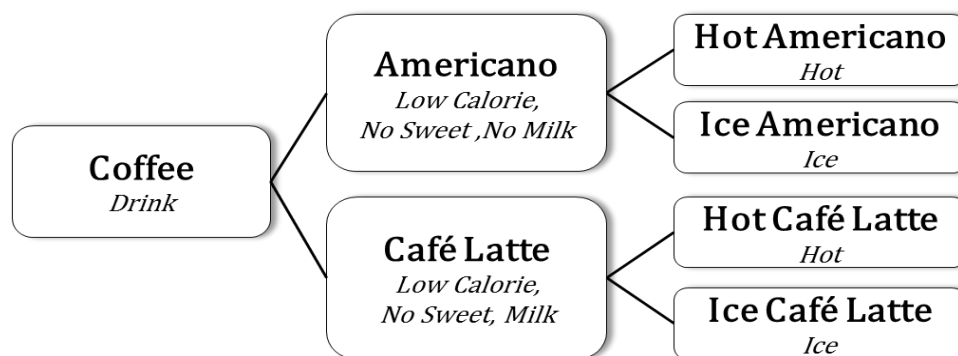 Coffee
Drink
Americano
Low Calorie,
No Sweet ,No Milk
Café Latte
Low Calorie,
No Sweet, Milk
Hot Americano
Hot
Ice Americano
Ice
Hot Café Latte
Hot
Ice Café Latte
Ice